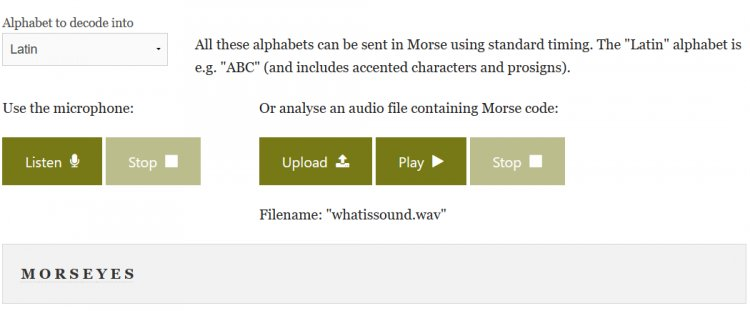 Alphabet to decode into
Latin
All these alphabets can be sent in Morse using standard timing. The "Latin" alphabet is
e.g. "ABC" (and includes accented characters and prosigns).
Use the microphone:
Or analyse an audio file containing Morse code:
Listen
Stop
Upload
Play
Stop
Filename: "whatissound.wav"
MORSEYES